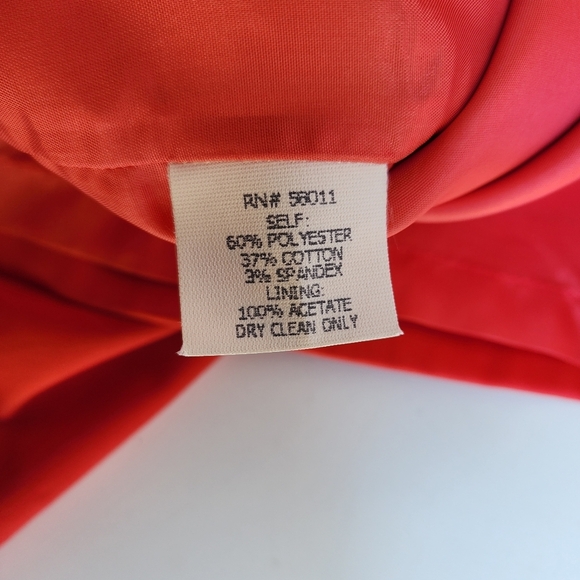 RN# 58011
SELF:
60% POLYESTER
37% COTTON
3% SPANDEX
LINING:
100% ACETATE
DRY CLEAN ONLY